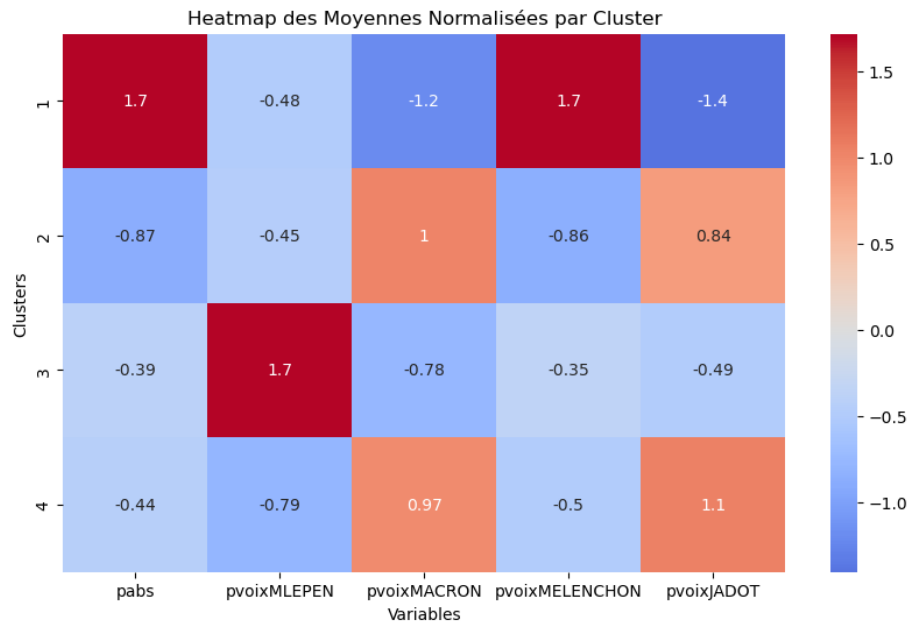 Heatmap des Moyennes Normalisées par Cluster
1 1.7 -0.48 -1.2 1.7 -1.4
2 -0.87 -0.45 1 -0.86 0.84
3 -0.39 1.7 -0.78 -0.35 -0.49
4 -0.44 -0.79 0.97 -0.5 1.1
Clusters
pabs pvoixMLEPEN pvoixMACRON pvoixMELENCHON pvoixJADOT
Variables
1.5
1.0
0.5
0.0
-0.5
-1.0